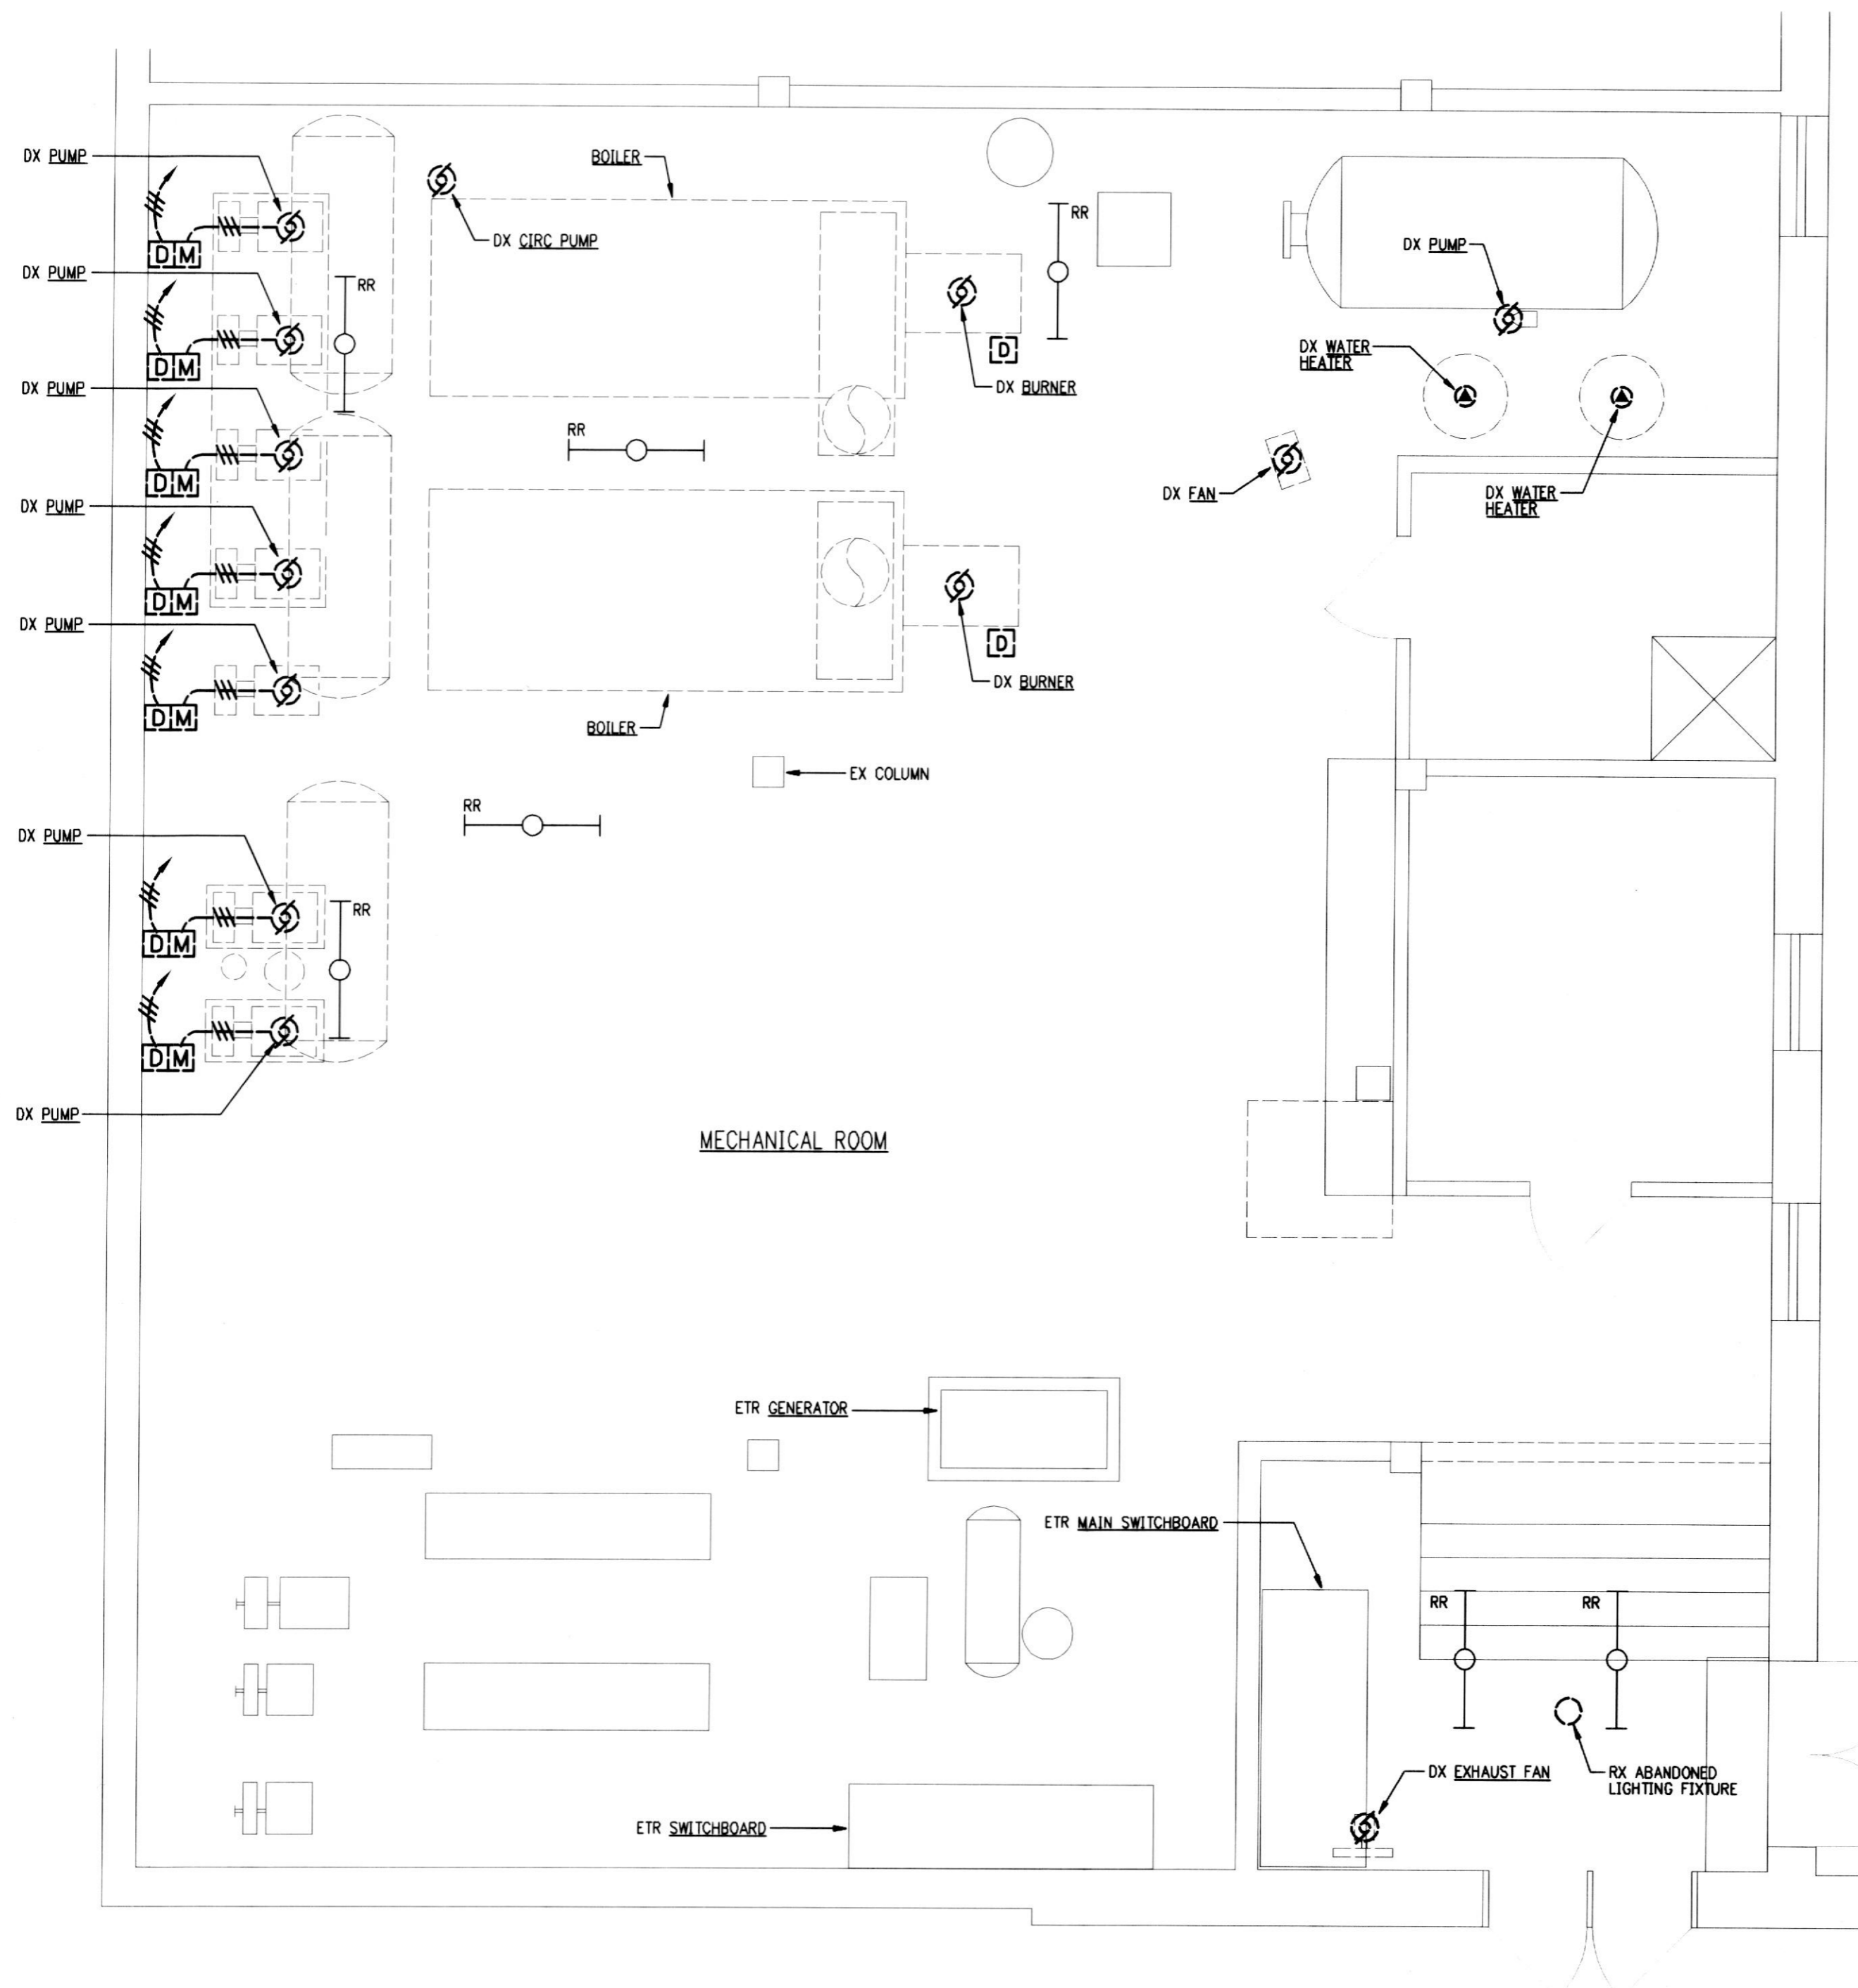 DX PUMP
BOILER
RR
DX CIRC PUMP
DX PUMP
D M
DX PUMP
RR
DX WATER
HEATER
D
D M
DX PUMP
DX BURNER
RR
D M
DX FAN
DX WATER
HEATER
DX PUMP
D M
DX PUMP
D
DX BURNER
D M
BOILER
EX COLUMN
RR
DX PUMP
RR
D M
D M
DX PUMP
MECHANICAL ROOM
ETR GENERATOR
ETR MAIN SWITCHBOARD
RR
RR
DX EXHAUST FAN
RX ABANDONED
LIGHTING FIXTURE
ETR SWITCHBOARD